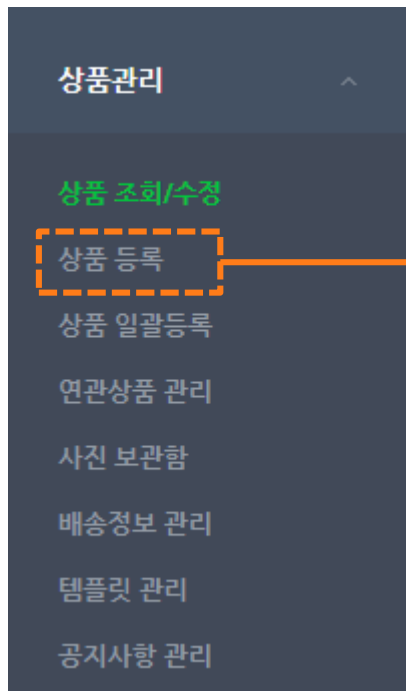 상품관리
상품 조회/수정
상품 등록
상품 일괄등록
연관상품 관리
사진 보관함
배송정보 관리
템플릿 관리
공지사항 관리